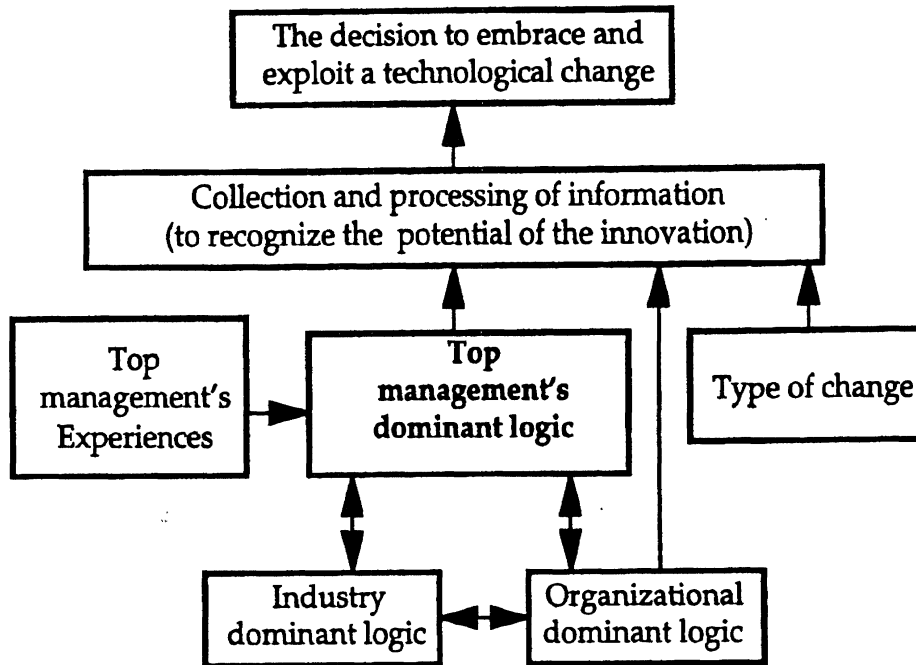 The decision to embrace and
exploit a technological change
Collection and processing of information
(to recognize the potential of the innovation)
Top
management's
Experiences
Top
management's
dominant logic
Type of change
Industry
dominant logic
Organizational
dominant logic